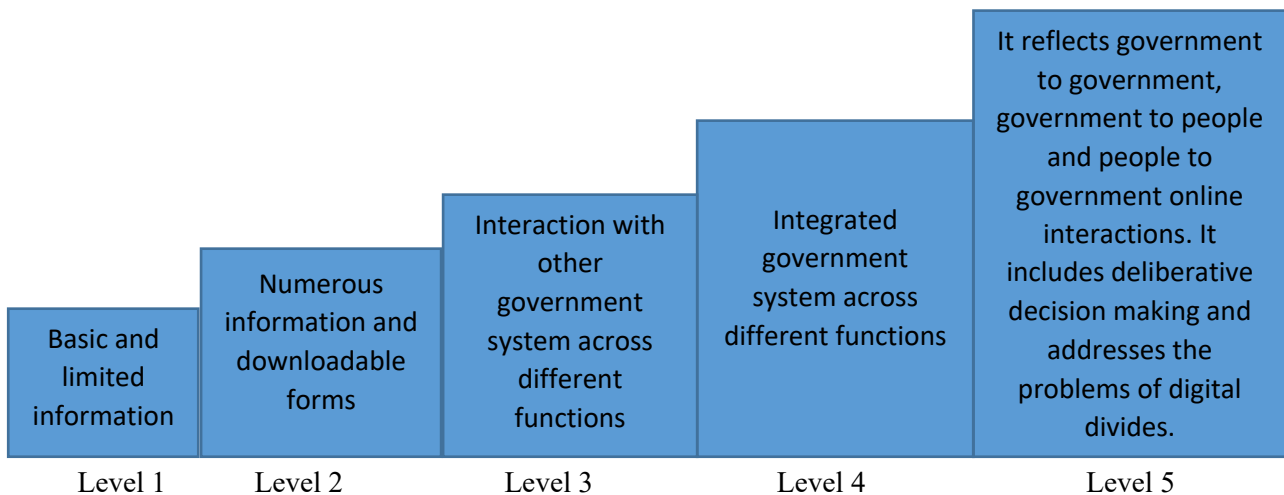 Basic and
limited
information
Numerous
information and
downloadable
forms
Interaction with
other
government
system across
different
functions
Integrated
government
system across
different functions
It reflects government
to government,
government to people
and people to
government online
interactions. It
includes deliberative
decision making and
addresses the
problems of digital
divides.
Level 1
Level 2
Level 3
Level 4
Level 5